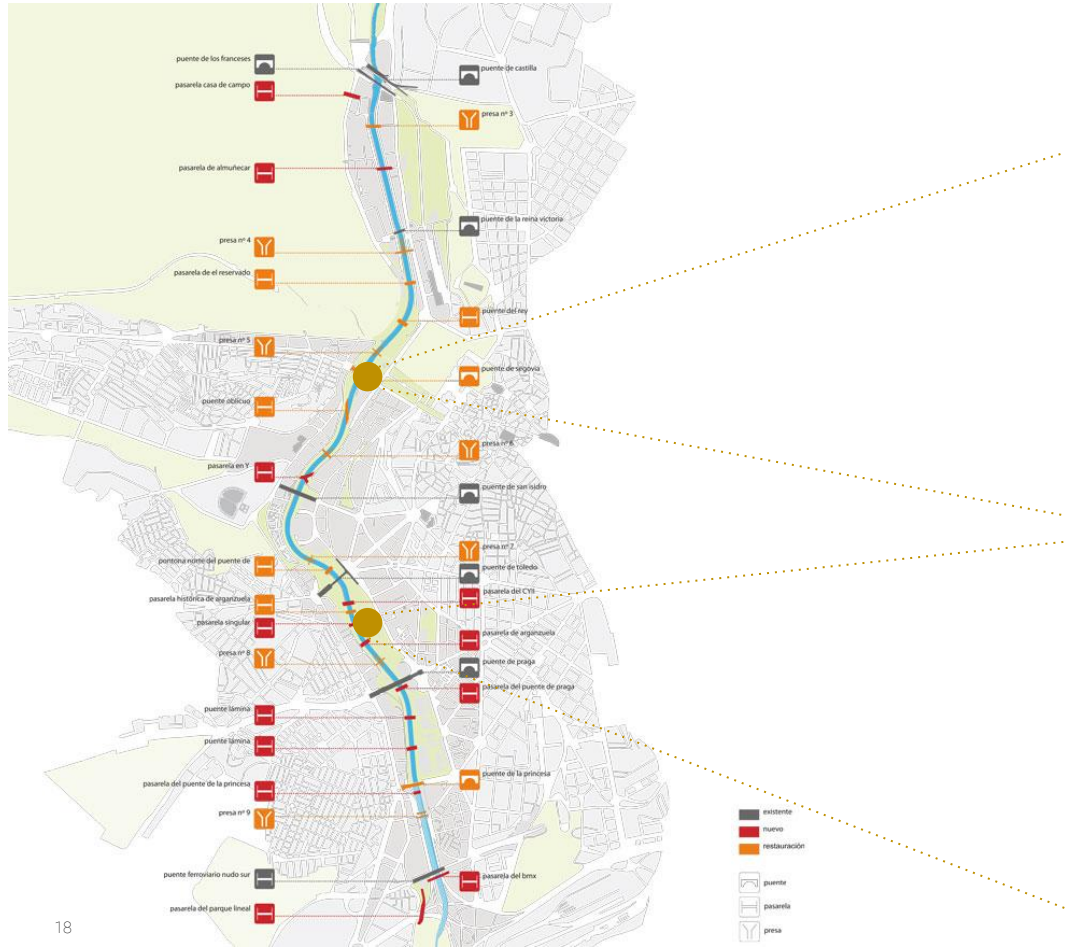 puente de los franceses
puente de castilla
pasarela casa de campo
presa nº 3
pasarela de almuñecar
puente de la reina victoria
presa nº 4
pasarela de el reservado
puente del rey
presa nº 5
puente de segovia
puente oblicuo
presa nº 6
pasarela en Y
puente de san isidro
presa nº 7
pontona norte del puente de
puente de toledo
pasarela del CYII
pasarela histórica de arganzuela
pasarela singular
pasarela de arganzuela
presa nº 8
puente de praga
pasarela del puente de praga
puente lámina
puente lámina
puente de la princesa
pasarela del puente de la princesa
presa nº 9
puente ferroviario nudo sur
pasarela del bmx
pasarela del parque lineal
existente
nuevo
restauración
puente
pasarela
presa
18